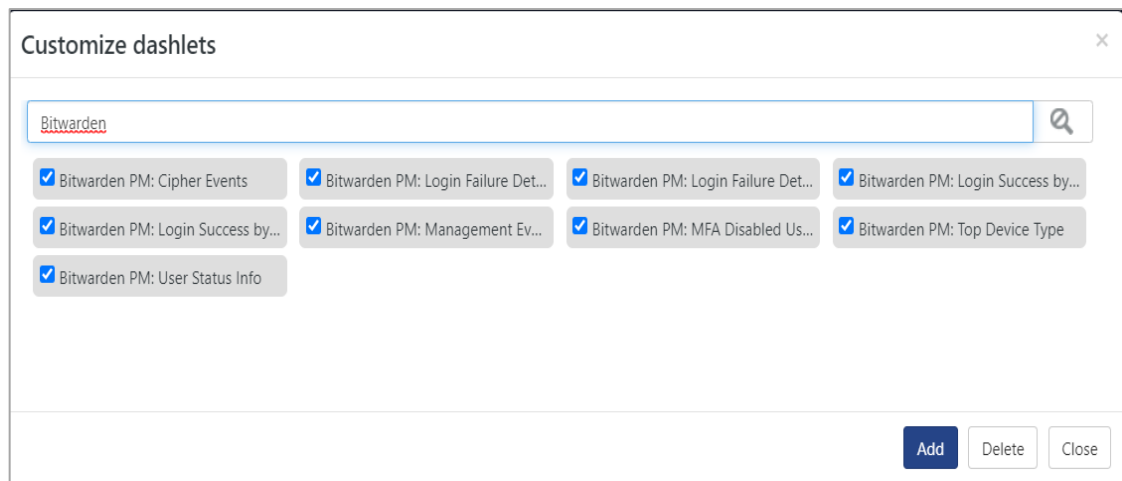 Customize dashlets
Bitwarden
Bitwarden PM: Cipher Events
Bitwarden PM: Login Failure Det...
Bitwarden PM: Login Failure Det...
Bitwarden PM: Login Success by...
Bitwarden PM: Login Success by...
Bitwarden PM: Management Ev...
Bitwarden PM: MFA Disabled Us...
Bitwarden PM: Top Device Type
Bitwarden PM: User Status Info
Add Delete Close